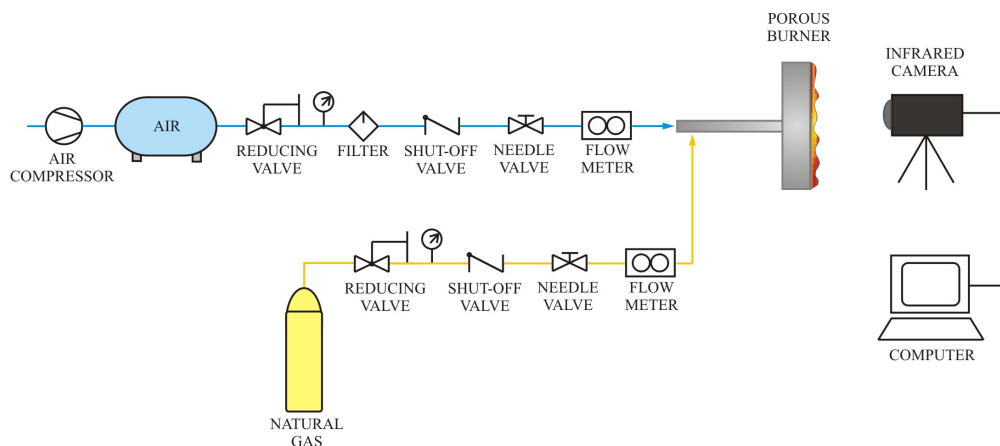 POROUS
BURNER
INFRARED
CAMERA
AIR
AIR
COMPRESSOR
REDUCING
VALVE
FILTER
SHUT-OFF
VALVE
NEEDLE
VALVE
FLOW
METER
REDUCING
VALVE
SHUT-OFF
VALVE
NEEDLE
VALVE
FLOW
METER
COMPUTER
NATURAL
GAS